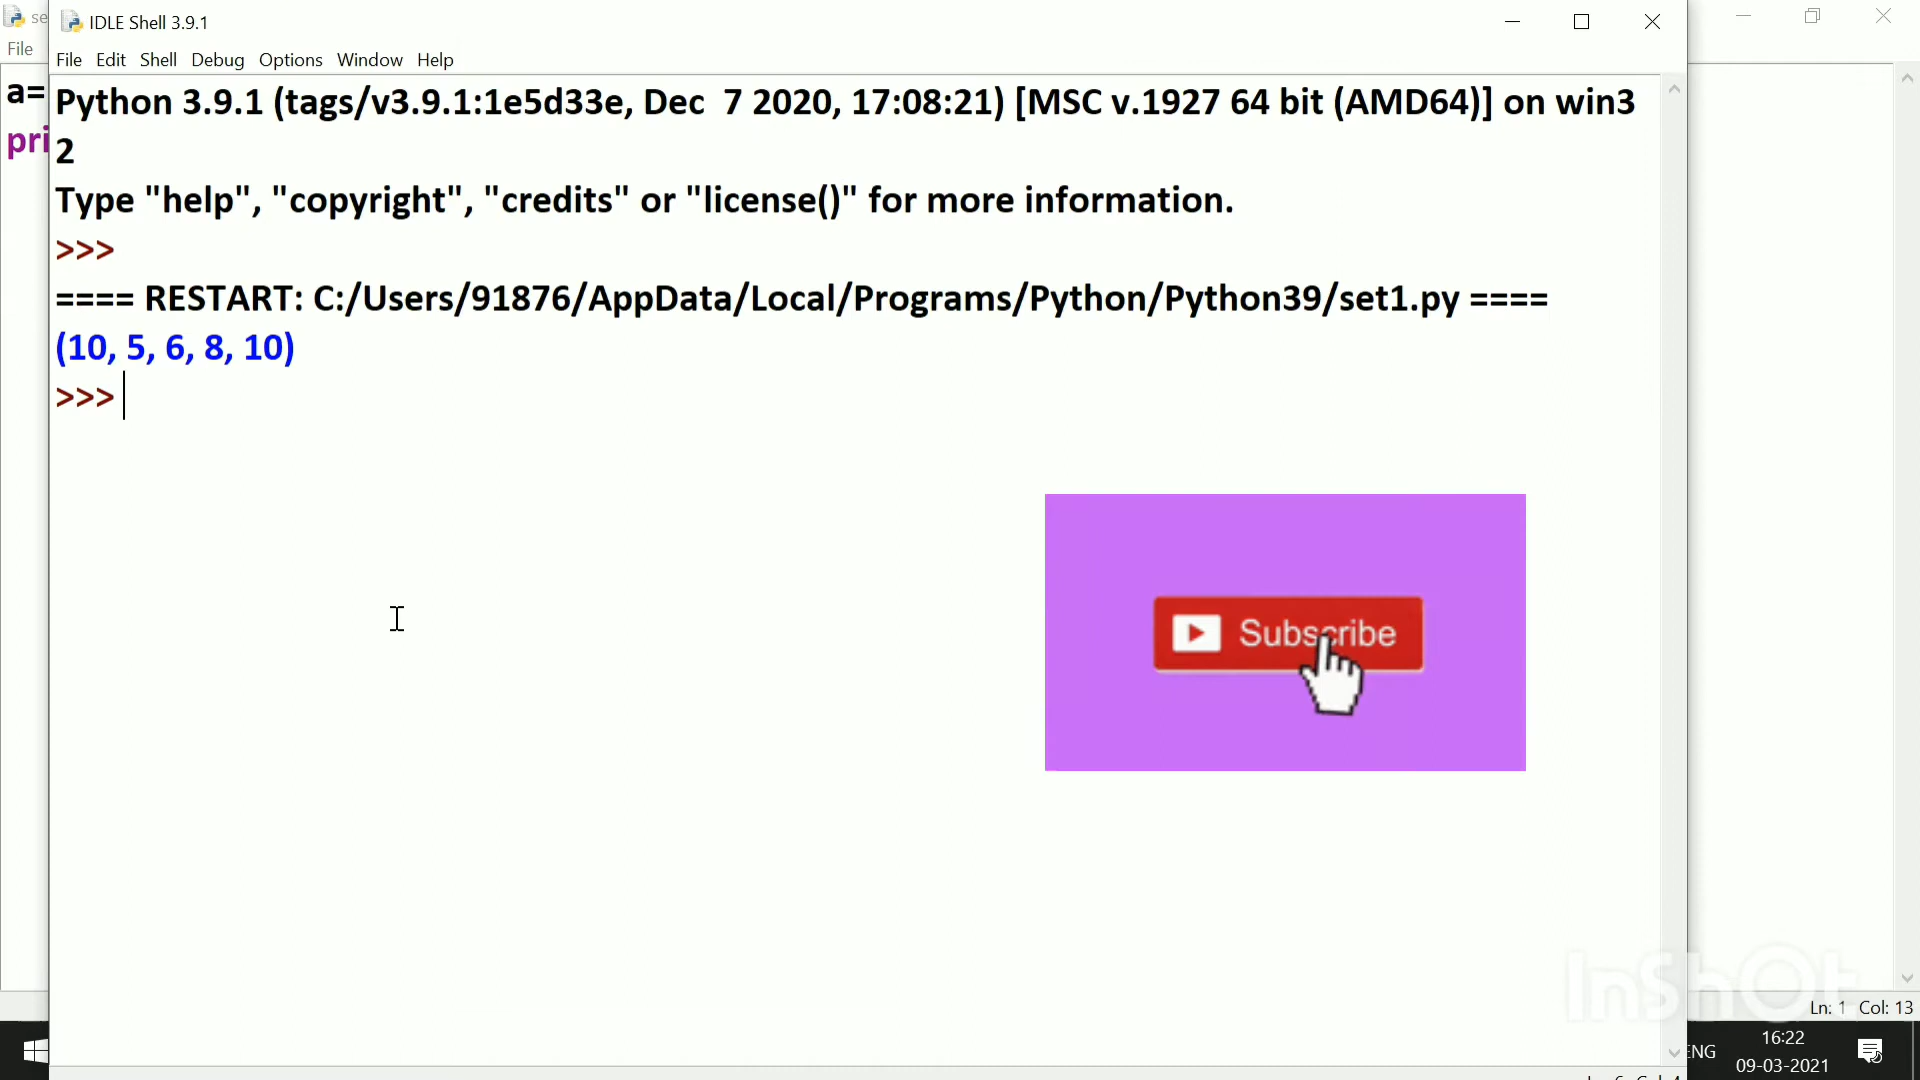 IDLE Shell 3.9.1
File
File Edit Shell Debug Options Window Help
a=
Python 3.9.1 (tags/v3.9.1:1e5d33e, Dec  7 2020, 17:08:21) [MSC v.1927 64 bit (AMD64)] on win3
2
Type "help", "copyright", "credits" or "license()" for more information.
>>>
==== RESTART: C:/Users/91876/AppData/Local/Programs/Python/Python39/set1.py ====
(10, 5, 6, 8, 10)
>>>
Subscribe
InShOt
Ln: 1 Col: 13
ENG
16:22
09-03-2021